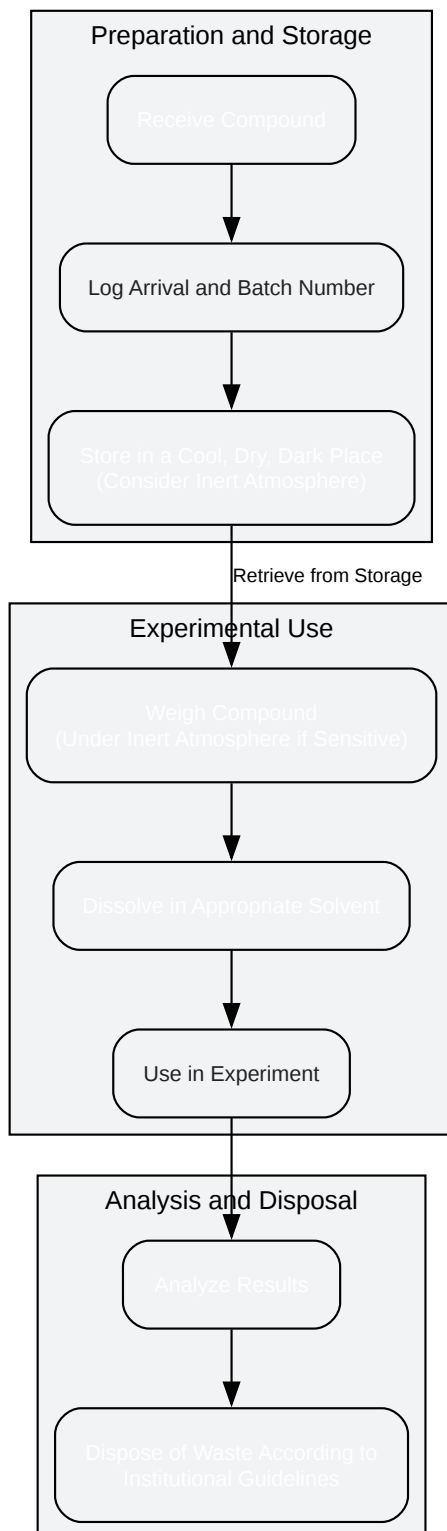 Preparation and Storage
Receive Compound
Log Arrival and Batch Number
Store in a Cool, Dry, Dark Place
(Consider Inert Atmosphere)
Retrieve from Storage
Experimental Use
Weigh Compound
(Under Inert Atmosphere if Sensitive)
Dissolve in Appropriate Solvent
Use in Experiment
Analysis and Disposal
Analyze Results
Dispose of Waste According to
Institutional Guidelines